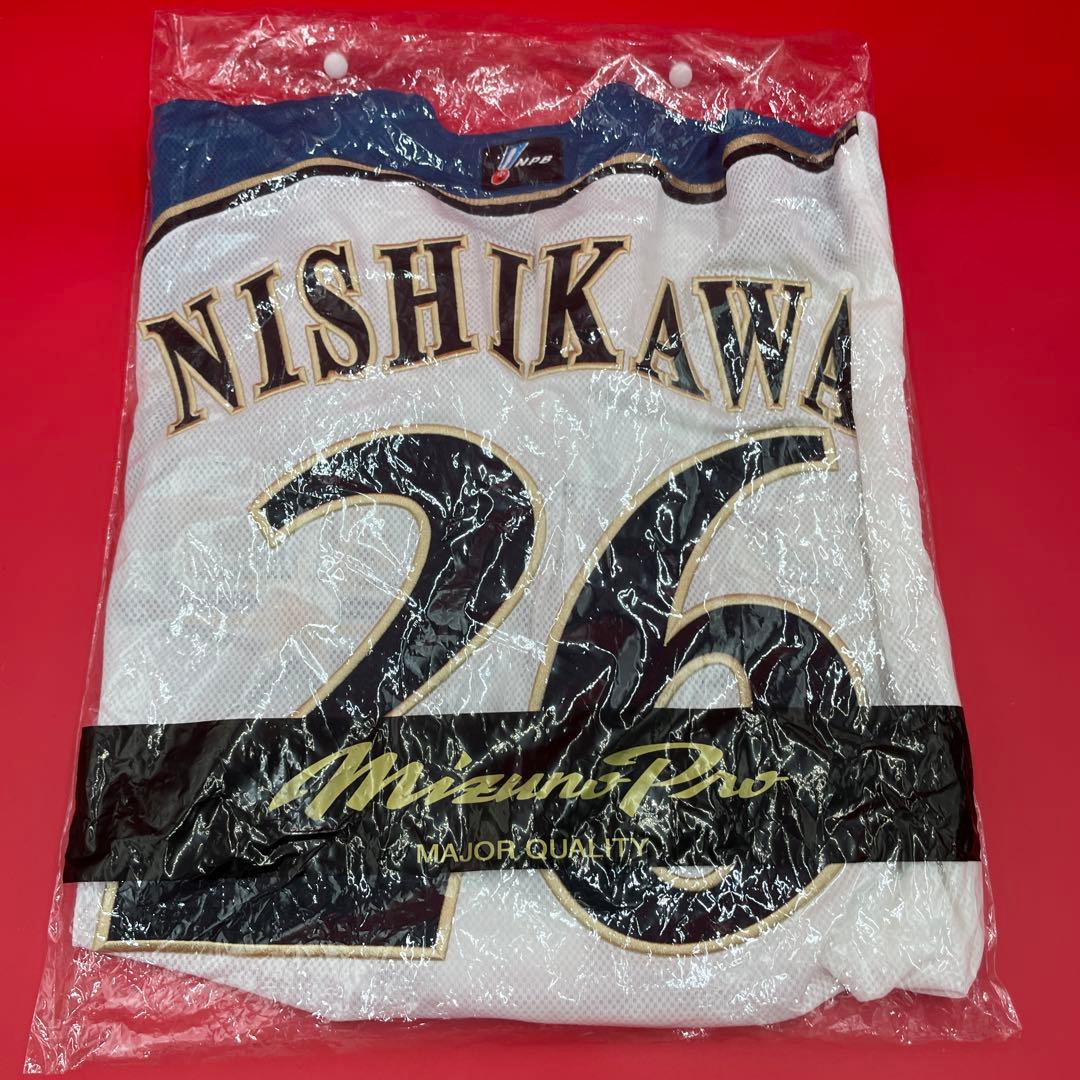 NPB
NISHIKAWA
26
Mizuno Pro
MAJOR QUALITY